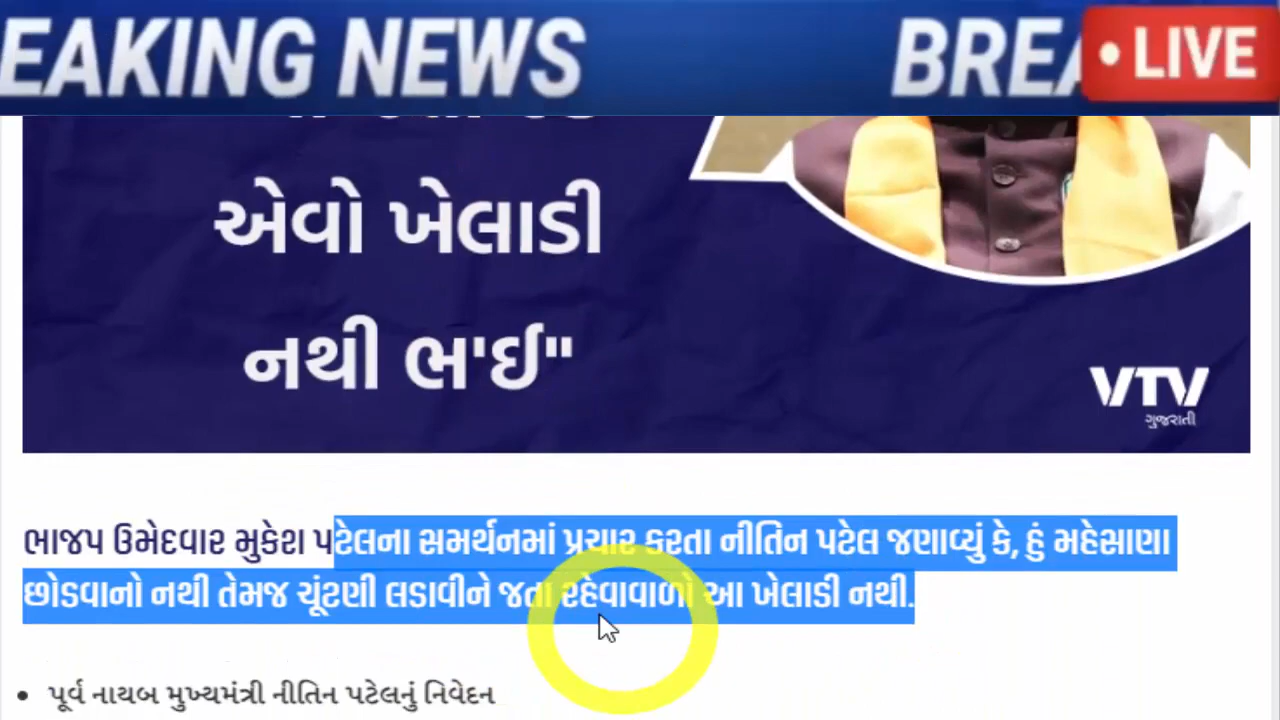 EAKING NEWS BREA LIVE
એવો ખેલાડી
નથી ભ'ઈ"
VTV
ગુજરાતી
ભાજપ ઉમેદવાર મુકેશ પટેલના સમર્થનમાં પ્રચાર કરતા નીતિન પટેલ જણાવ્યું કે, હું મહેસાણા
છોડવાનો નથી તેમજ ચૂંટણી લડાવીને જતા રહેવાવાળો આ ખેલાડી નથી.
• પૂર્વ નાયબ મુખ્યમંત્રી નીતિન પટેલનું નિવેદન